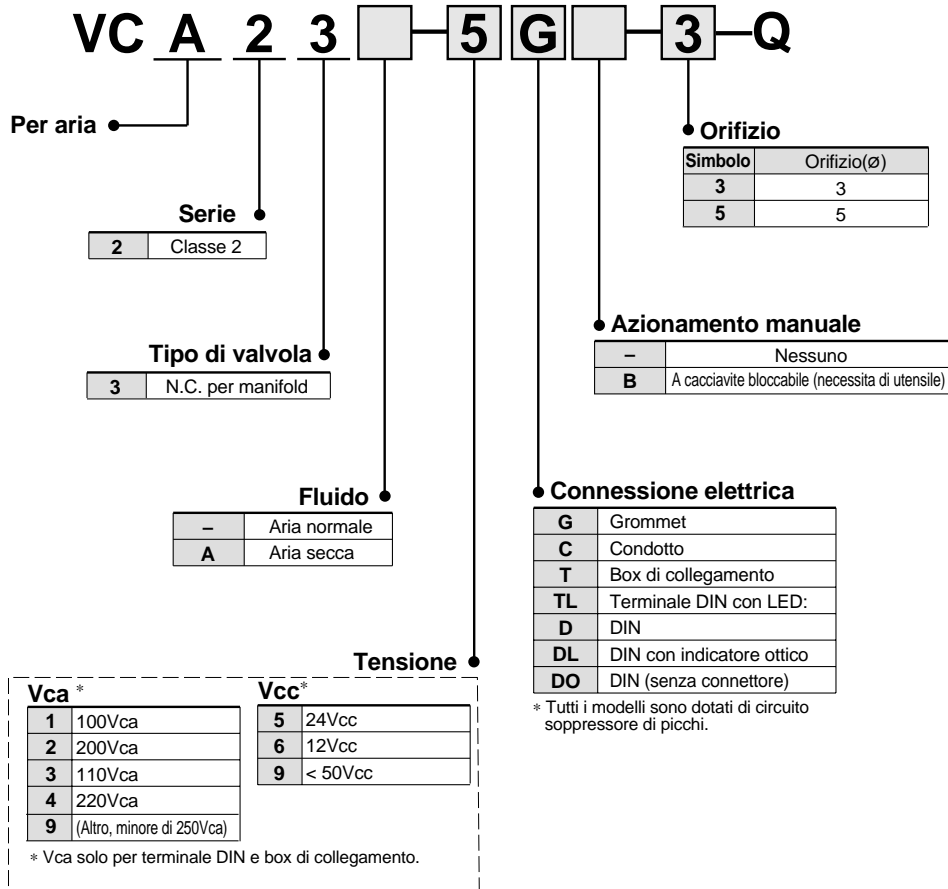 VC A 2 3 – 5 G – 3 – Q
Per aria
Orifizio
Simbolo Orifizio(ø)
3 3
5 5
Serie
2 Classe 2
Azionamento manuale
– Nessuno
B A cacciavite bloccabile (necessita di utensile)
Tipo di valvola
3 N.C. per manifold
Fluido
– Aria normale
A Aria secca
Connessione elettrica
G Grommet
C Condotto
T Box di collegamento
TL Terminale DIN con LED:
D DIN
DL DIN con indicatore ottico
DO DIN (senza connettore)
* Tutti i modelli sono dotati di circuito
soppressore di picchi.
Tensione
Vca *
1 100Vca
2 200Vca
3 110Vca
4 220Vca
9 (Altro, minore di 250Vca)
Vcc*
5 24Vcc
6 12Vcc
9 < 50Vcc
* Vca solo per terminale DIN e box di collegamento.